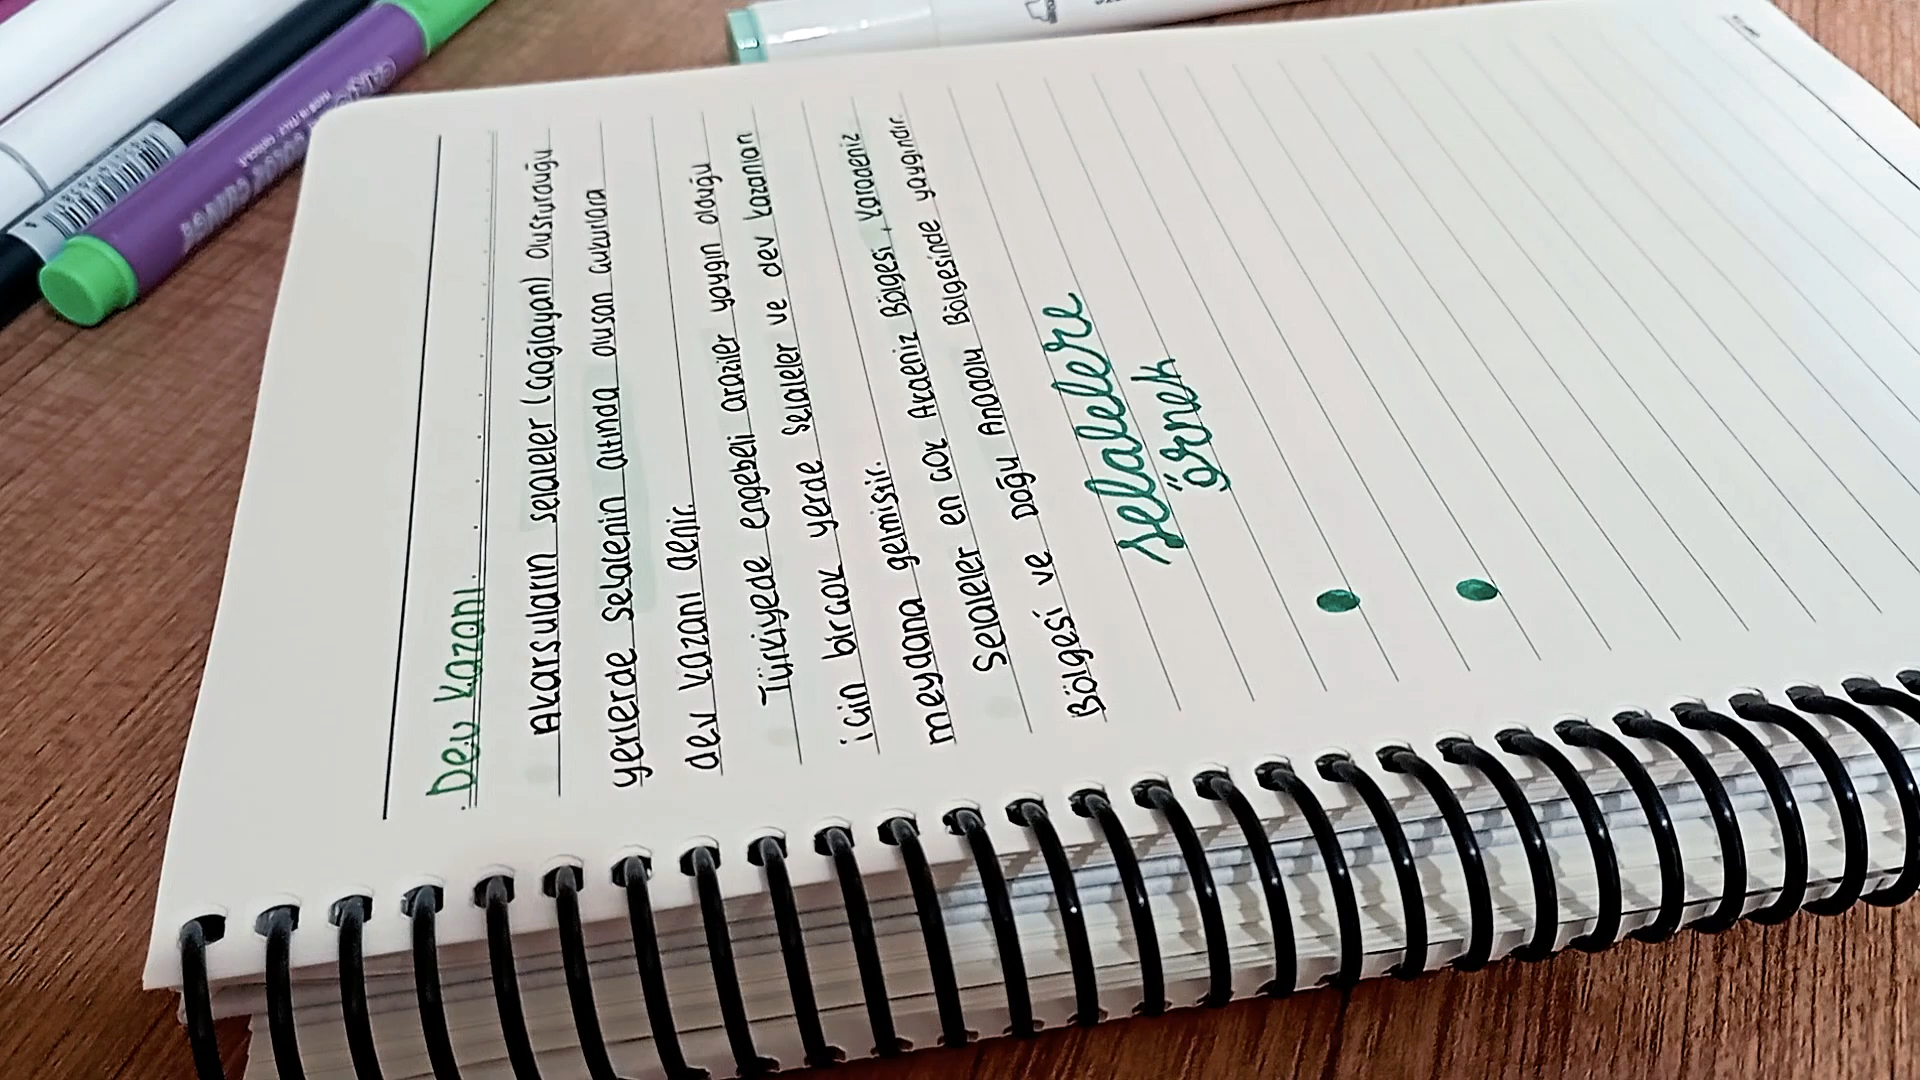 Dev Kazanı
Akarsuların şelaleler (çağlayan) oluşturduğu
yerlerde şelalenin altında oluşan çukurlara
dev kazanı denir.
Türkiyede engebeli araziler yaygın olduğu
için birçok yerde şelaleler ve dev kazanları
meydana gelmiştir.
Şelaleler en çok Akdeniz Bölgesi, Karadeniz
Bölgesi ve Doğu Anadolu Bölgesinde yaygındır.
şelalelere
örnek